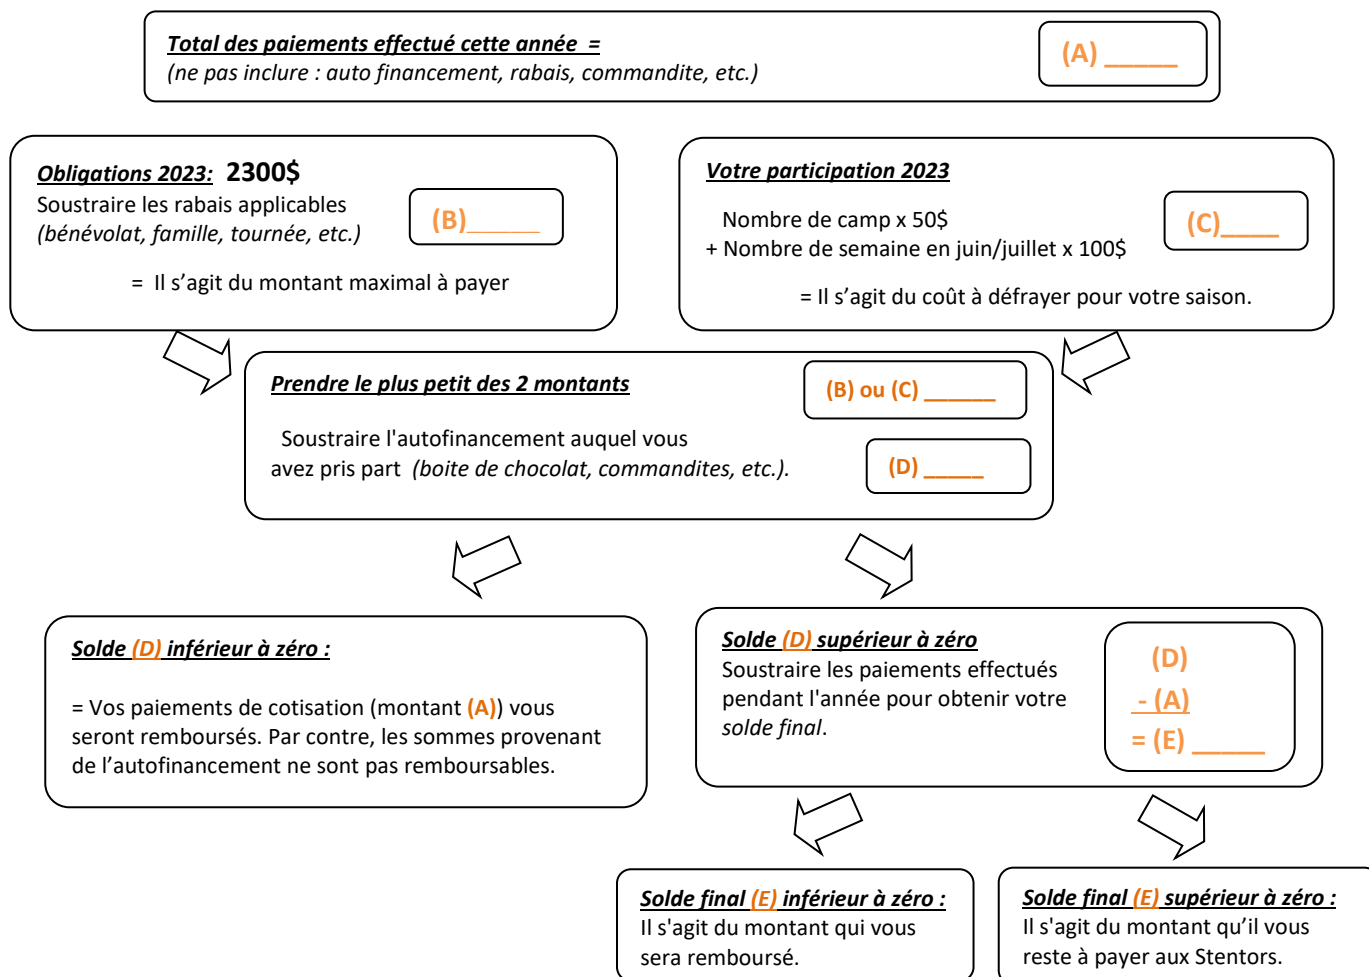 Total des paiements effectué cette année =
(ne pas inclure : auto financement, rabais, commandite, etc.)
(A) _____
Obligations 2023: 2300$
Soustraire les rabais applicables
(bénévolat, famille, tournée, etc.)
(B)_____
= Il s’agit du montant maximal à payer
Votre participation 2023
Nombre de camp x 50$
+ Nombre de semaine en juin/juillet x 100$
(C)____
= Il s’agit du coût à défrayer pour votre saison.
Prendre le plus petit des 2 montants
(B) ou (C) ______
Soustraire l'autofinancement auquel vous
avez pris part (boite de chocolat, commandites, etc.).
(D) _____
Solde (D) inférieur à zéro :
= Vos paiements de cotisation (montant (A)) vous
seront remboursés. Par contre, les sommes provenant
de l’autofinancement ne sont pas remboursables.
Solde (D) supérieur à zéro
Soustraire les paiements effectués
pendant l'année pour obtenir votre
solde final.
(D)
- (A)
= (E) _____
Solde final (E) inférieur à zéro :
Il s'agit du montant qui vous
sera remboursé.
Solde final (E) supérieur à zéro :
Il s'agit du montant qu’il vous
reste à payer aux Stentors.